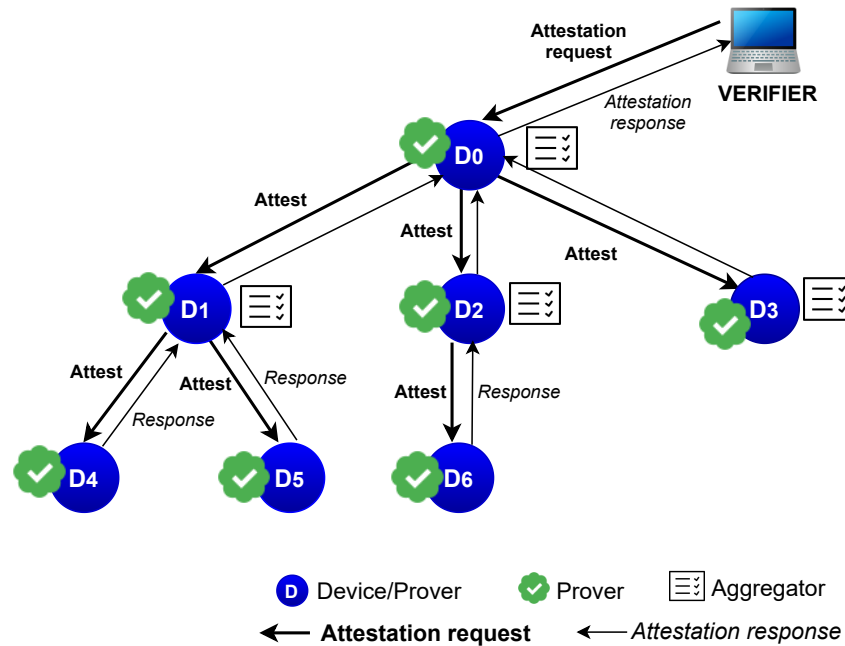 Attestation
request
VERIFIER
Attestation
response
D0
Attest
Attest
Attest
D1
D2
D3
Attest
Attest
Response
Response
Attest
Response
D4
D5
D6
D Device/Prover
Prover
Aggregator
Attestation request
Attestation response